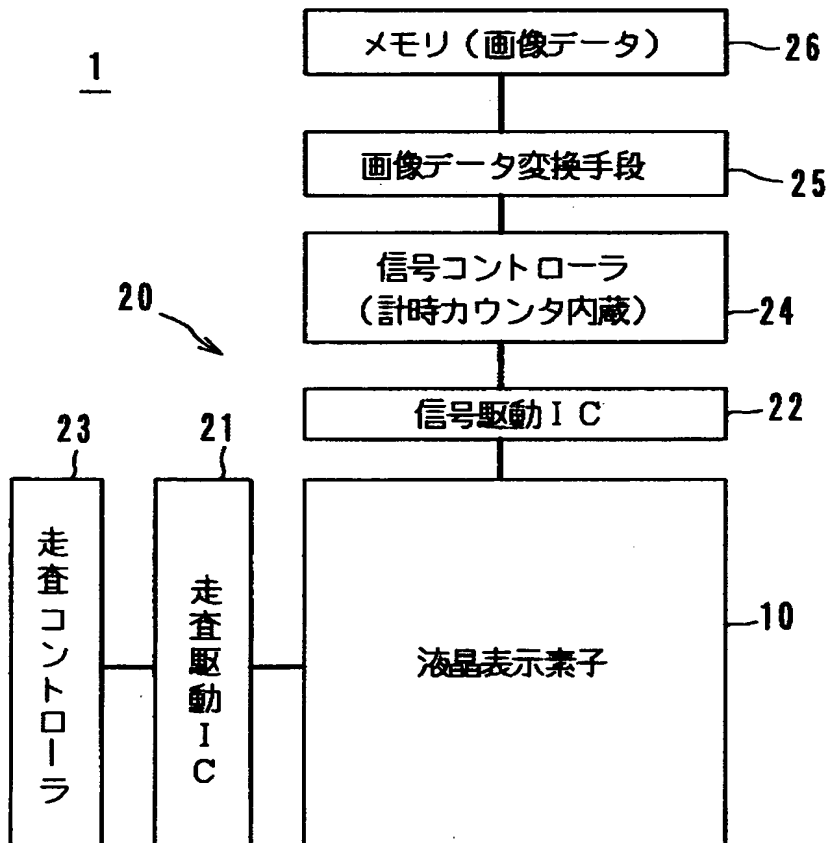 1
メモリ（画像データ） 26
画像データ変換手段 25
信号コントローラ
（計時カウンタ内蔵） 24
20
信号駆動ＩＣ 22
23
21
走査コントローラ
走査駆動ＩＣ
液晶表示素子 10